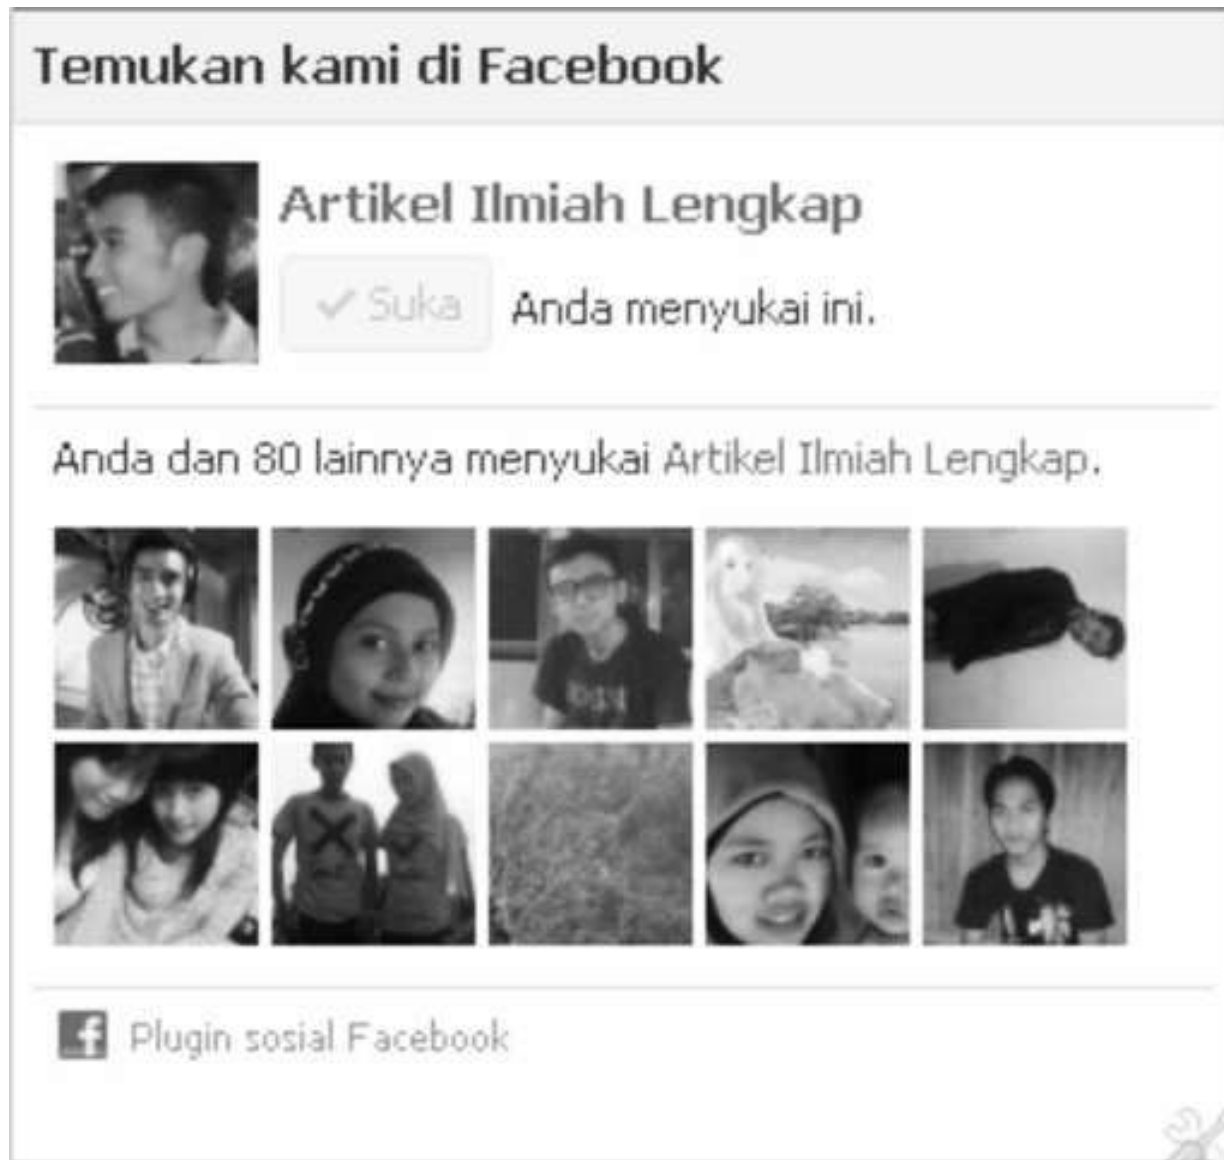 Temukan kami di Facebook
Artikel Ilmiah Lengkap
Suka
Anda menyukai ini.
Anda dan 80 lainnya menyukai Artikel Ilmiah Lengkap.
Plugin sosial Facebook